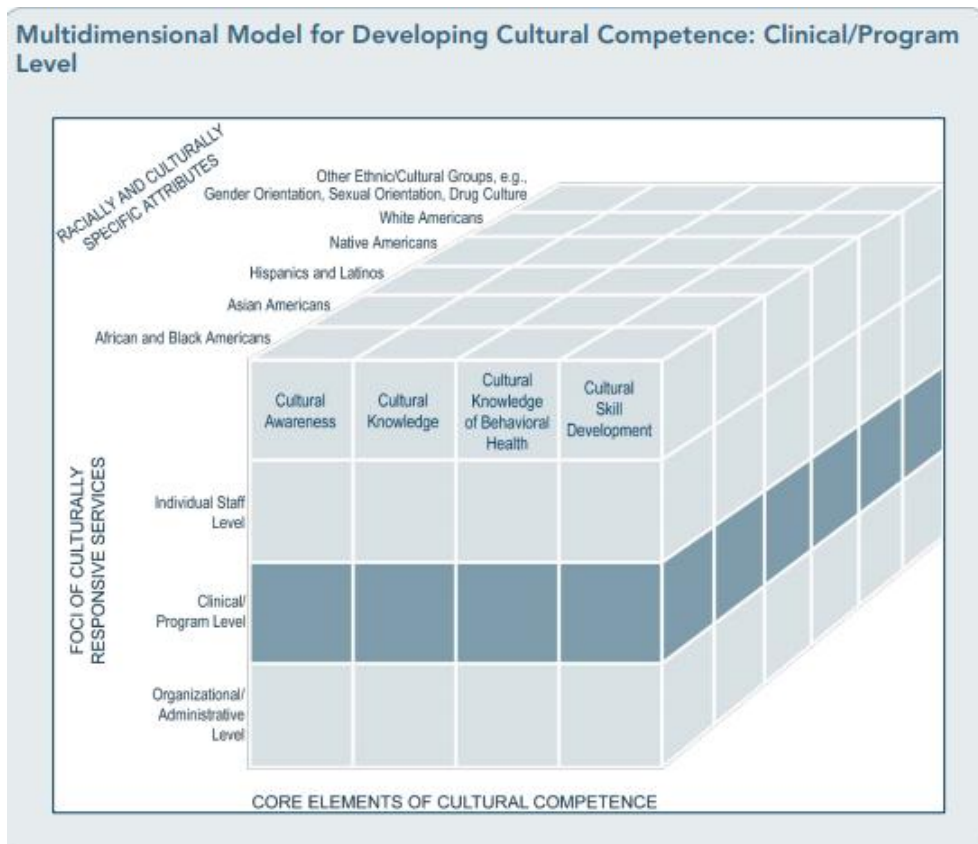 Multidimensional Model for Developing Cultural Competence: Clinical/Program
Level
RACIALLY AND CULTURALLY
SPECIFIC ATTRIBUTES
Other Ethnic/Cultural Groups, e.g.,
Gender Orientation, Sexual Orientation, Drug Culture
White Americans
Native Americans
Hispanics and Latinos
Asian Americans
African and Black Americans
Cultural
Awareness
Cultural
Knowledge
Cultural
Knowledge
of Behavioral
Health
Cultural
Skill
Development
FOCI OF CULTURALLY
RESPONSIVE SERVICES
Individual Staff
Level
Clinical/
Program Level
Organizational/
Administrative
Level
CORE ELEMENTS OF CULTURAL COMPETENCE